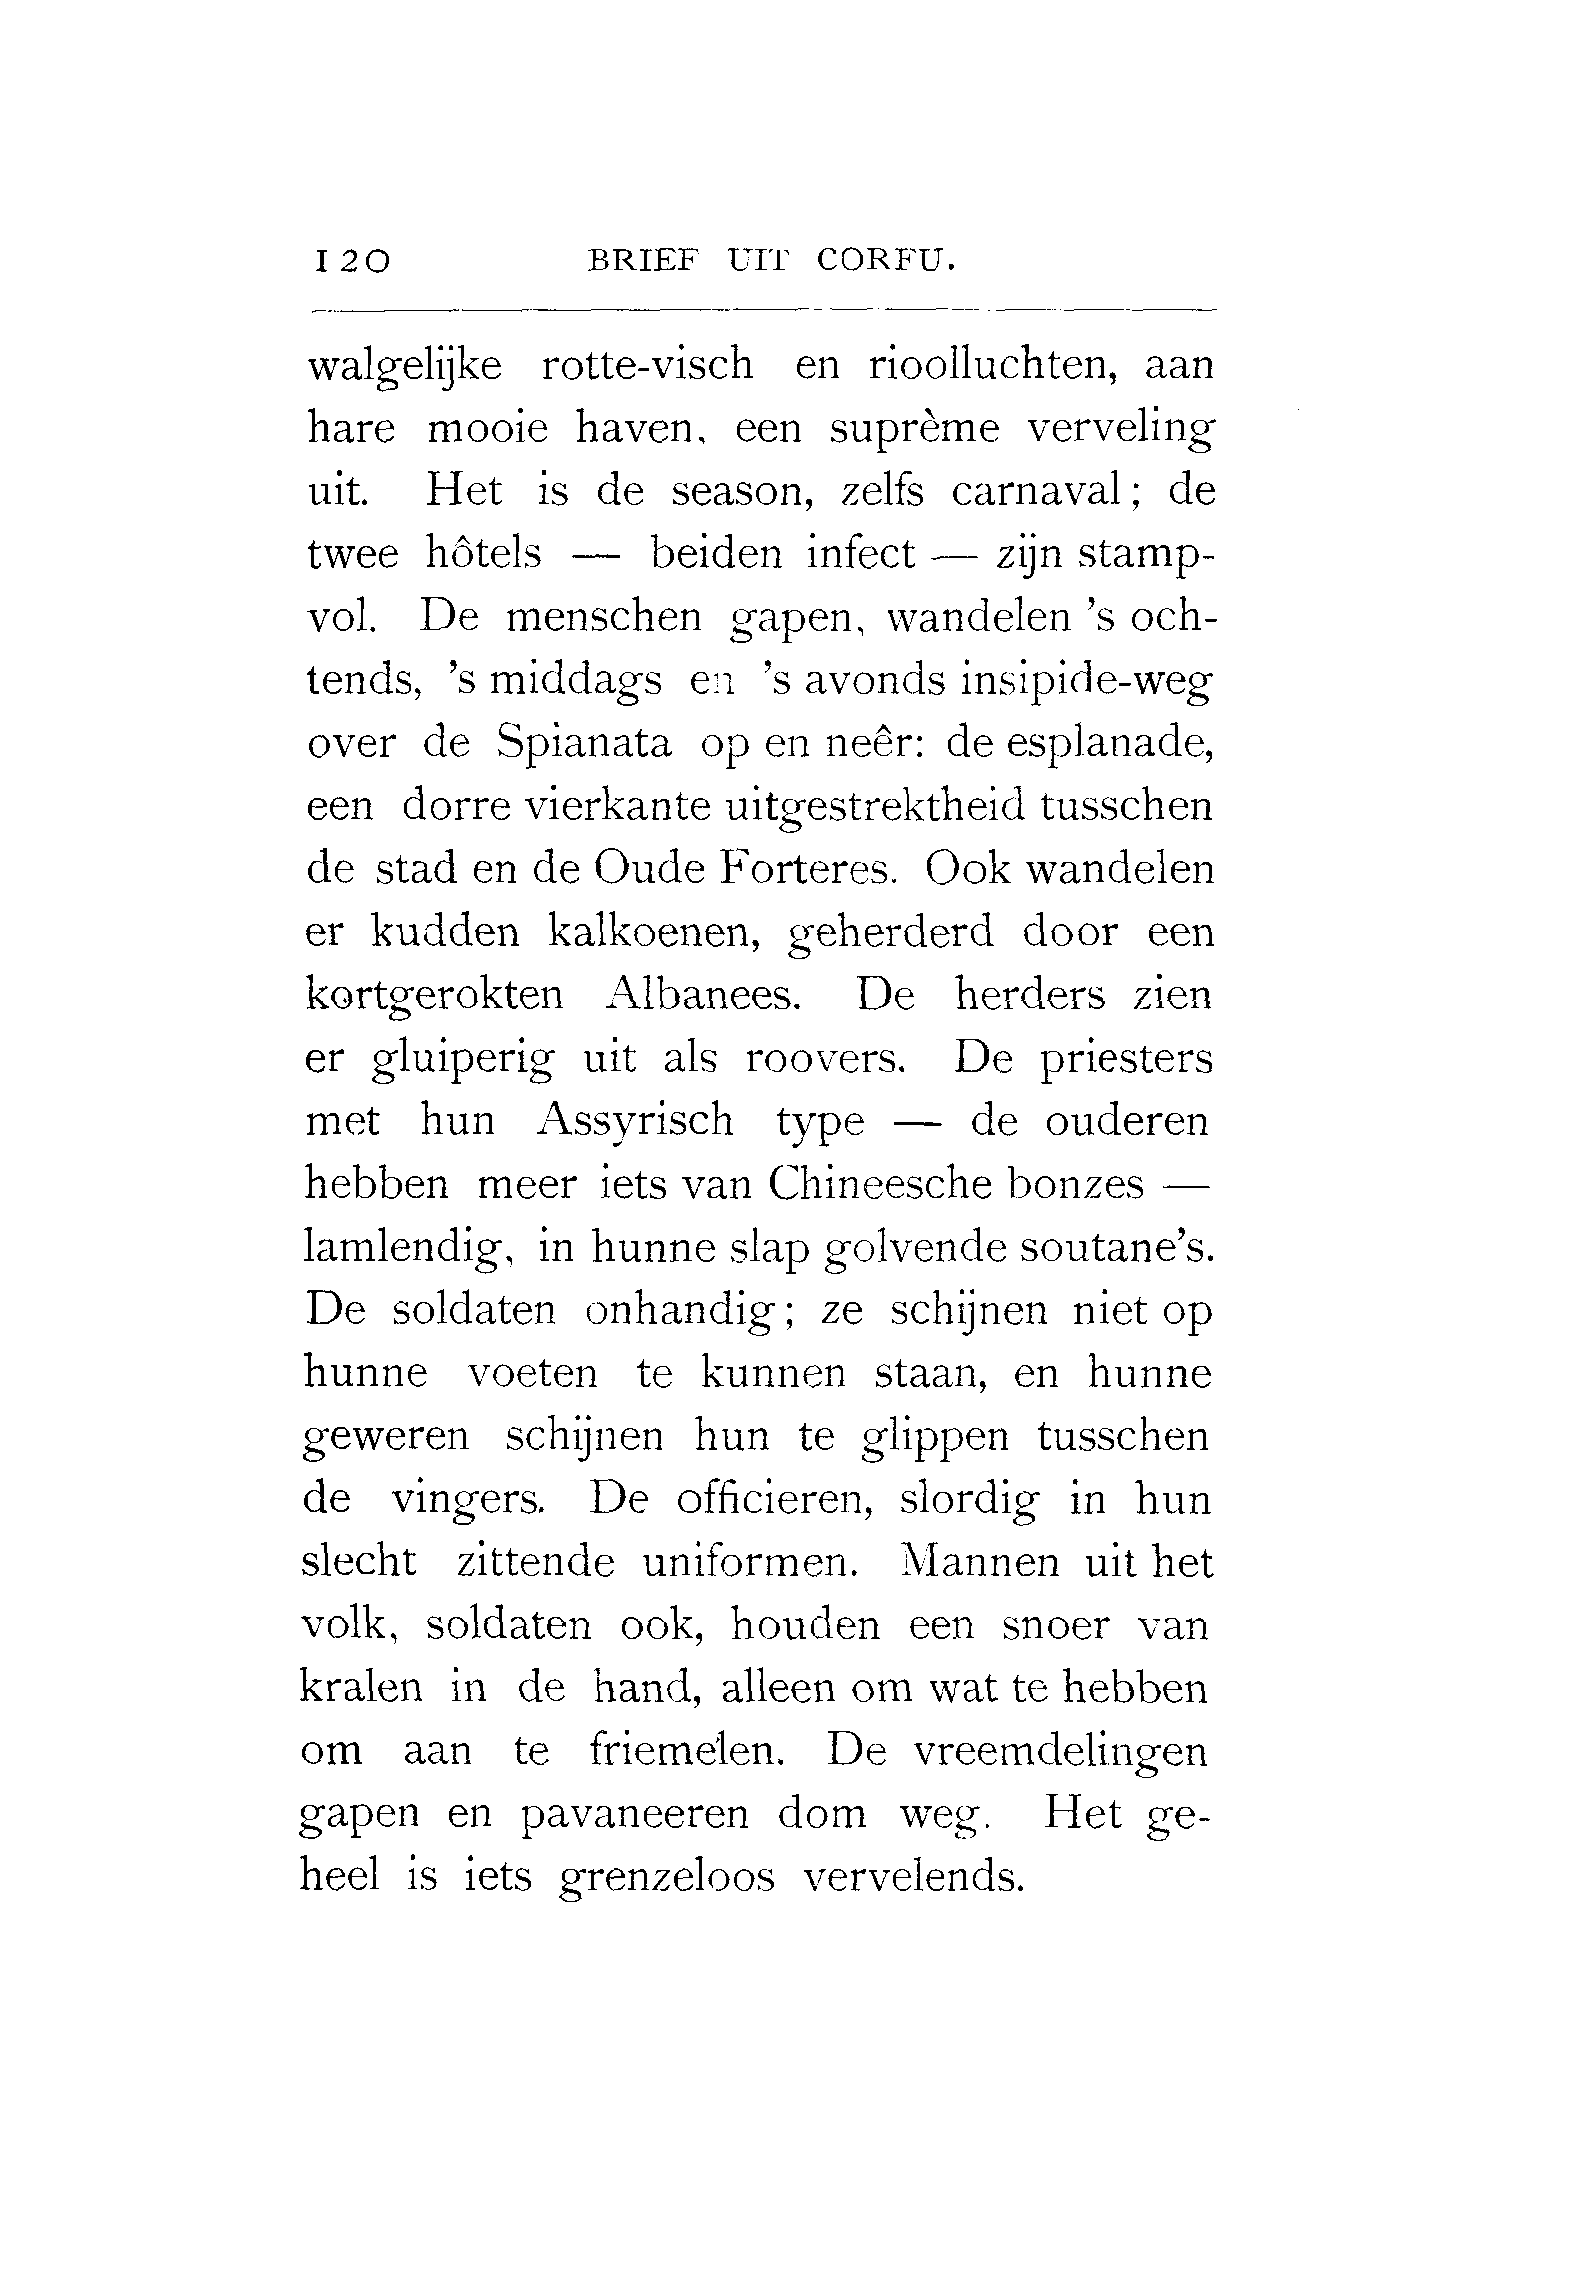 120 BRIEF UIT CORFU.
walgelijke rotte-visch en rioolluchten, aan
hare mooie haven, een suprème verveling
uit. Het is de season, zelfs carnaval; de
twee hôtels — beiden infect — zijn stamp-
vol. De menschen gapen, wandelen 's och-
tends, 's middags en 's avonds insipide-weg
over de Spianata op en neêr: de esplanade,
een dorre vierkante uitgestrektheid tusschen
de stad en de Oude Forteres. Ook wandelen
er kudden kalkoenen, geherderd door een
kortgerokten Albanees. De herders zien
er gluiperig uit als roovers. De priesters
met hun Assyrisch type — de ouderen
hebben meer iets van Chineesche bonzes —
lamlendig, in hunne slap golvende soutane's.
De soldaten onhandig; ze schijnen niet op
hunne voeten te kunnen staan, en hunne
geweren schijnen hun te glippen tusschen
de vingers. De officieren, slordig in hun
slecht zittende uniformen. Mannen uit het
volk, soldaten ook, houden een snoer van
kralen in de hand, alleen om wat te hebben
om aan te friemelen. De vreemdelingen
gapen en pavaneeren dom weg. Het ge-
heel is iets grenzeloos vervelends.